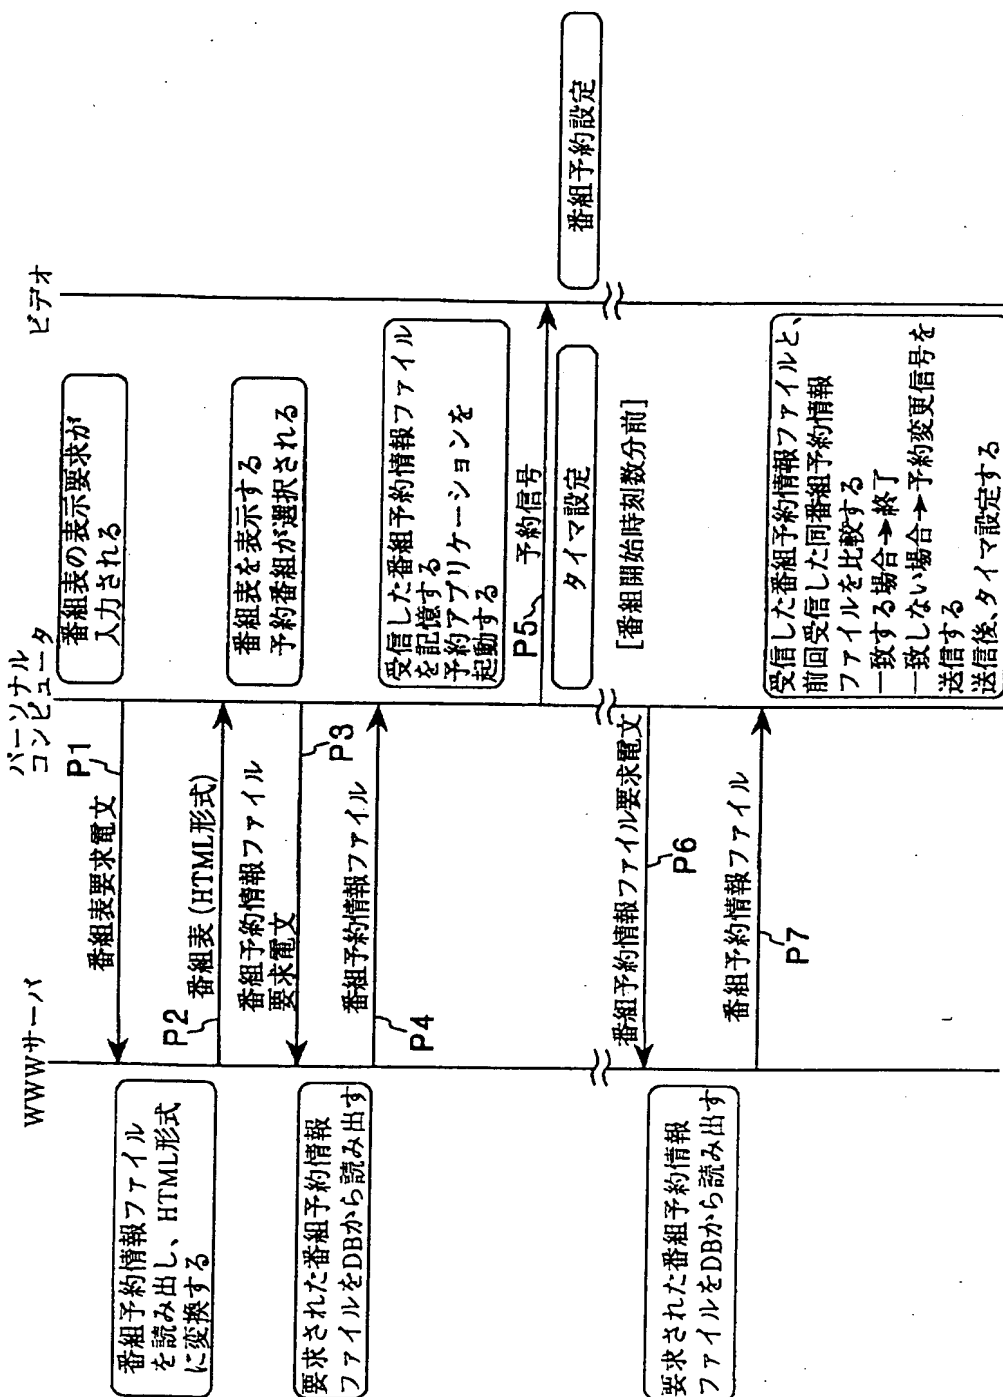 WWWサーバ
パーソナル
コンピュータ
ビデオ
番組表の表示要求が
入力される
P1
番組表要求電文
番組予約情報ファイル
を読み出し、HTML形式
に変換する
P2
番組表(HTML形式)
番組表を表示する
予約番組が選択される
番組予約情報ファイル
要求電文
P3
要求された番組予約情報
ファイルをDBから読み出す
番組予約情報ファイル
P4
受信した番組予約情報ファイル
を記憶する
予約アプリケーションを
起動する
P5
予約信号
番組予約設定
タイマ設定
[番組開始時刻数分前]
番組予約情報ファイル要求電文
P6
要求された番組予約情報
ファイルをDBから読み出す
番組予約情報ファイル
P7
受信した番組予約情報ファイルと、
前回受信した同番組予約情報
ファイルを比較する
一致する場合→終了
一致しない場合→予約変更信号を
送信する
送信後、タイマ設定する